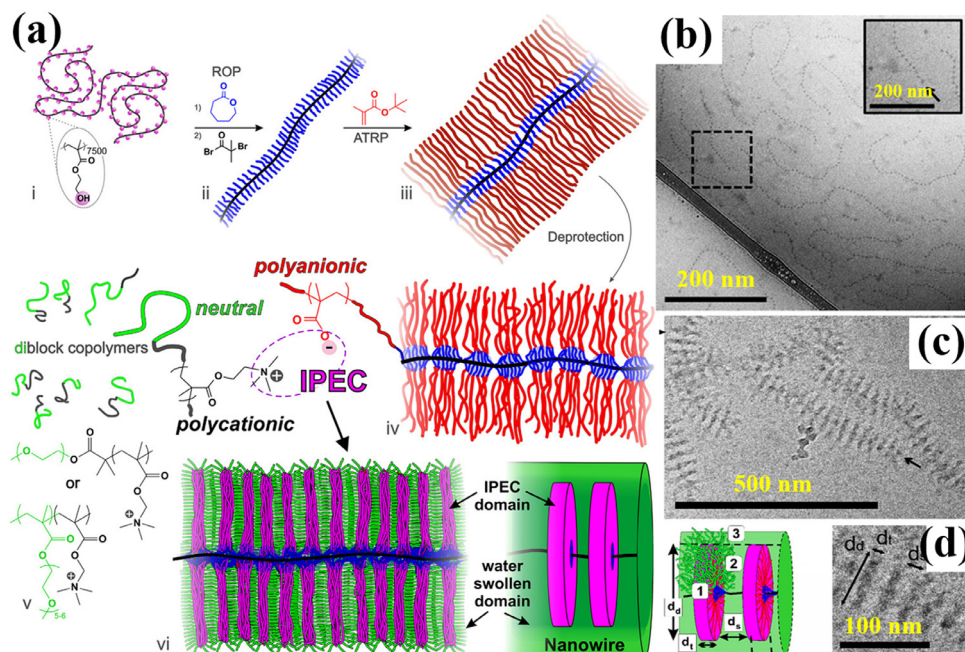 (a)
ROP
O
O
1)
2)
O
Br
Br
O
O
ATRP
7500
O
O
OH
i
ii
iii
Deprotection
polyanionic
neutral
O
O
-
diblock copolymers
IPEC
O
O
N
+
polycationic
iv
O
O
O
O
O
or
N
+
O
O
O
O
O
N
+
5-6
v
IPEC
domain
water
swollen
domain
vi
Nanowire
3
2
1
dd
ds
dt
(b)
200 nm
200 nm
(c)
500 nm
(d)
dd
dt
100 nm